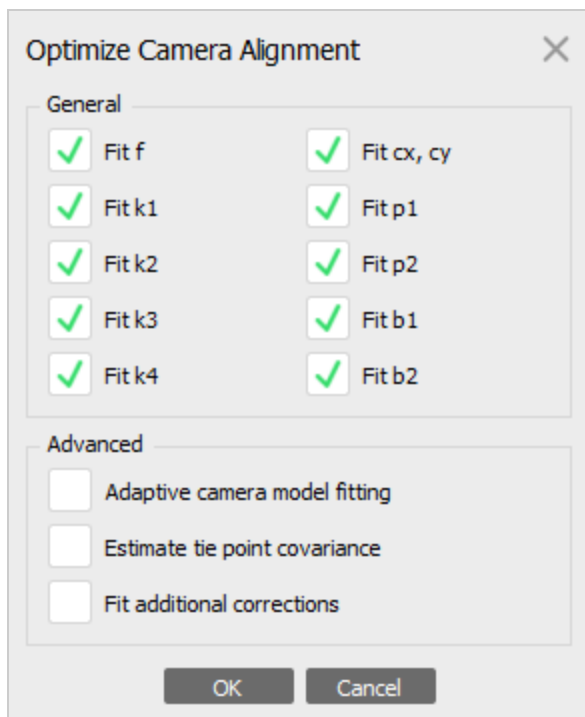 Optimize Camera Alignment
General
Fit f
Fit cx, cy
Fit k1
Fit p1
Fit k2
Fit p2
Fit k3
Fit b1
Fit k4
Fit b2
Advanced
Adaptive camera model fitting
Estimate tie point covariance
Fit additional corrections
OK
Cancel